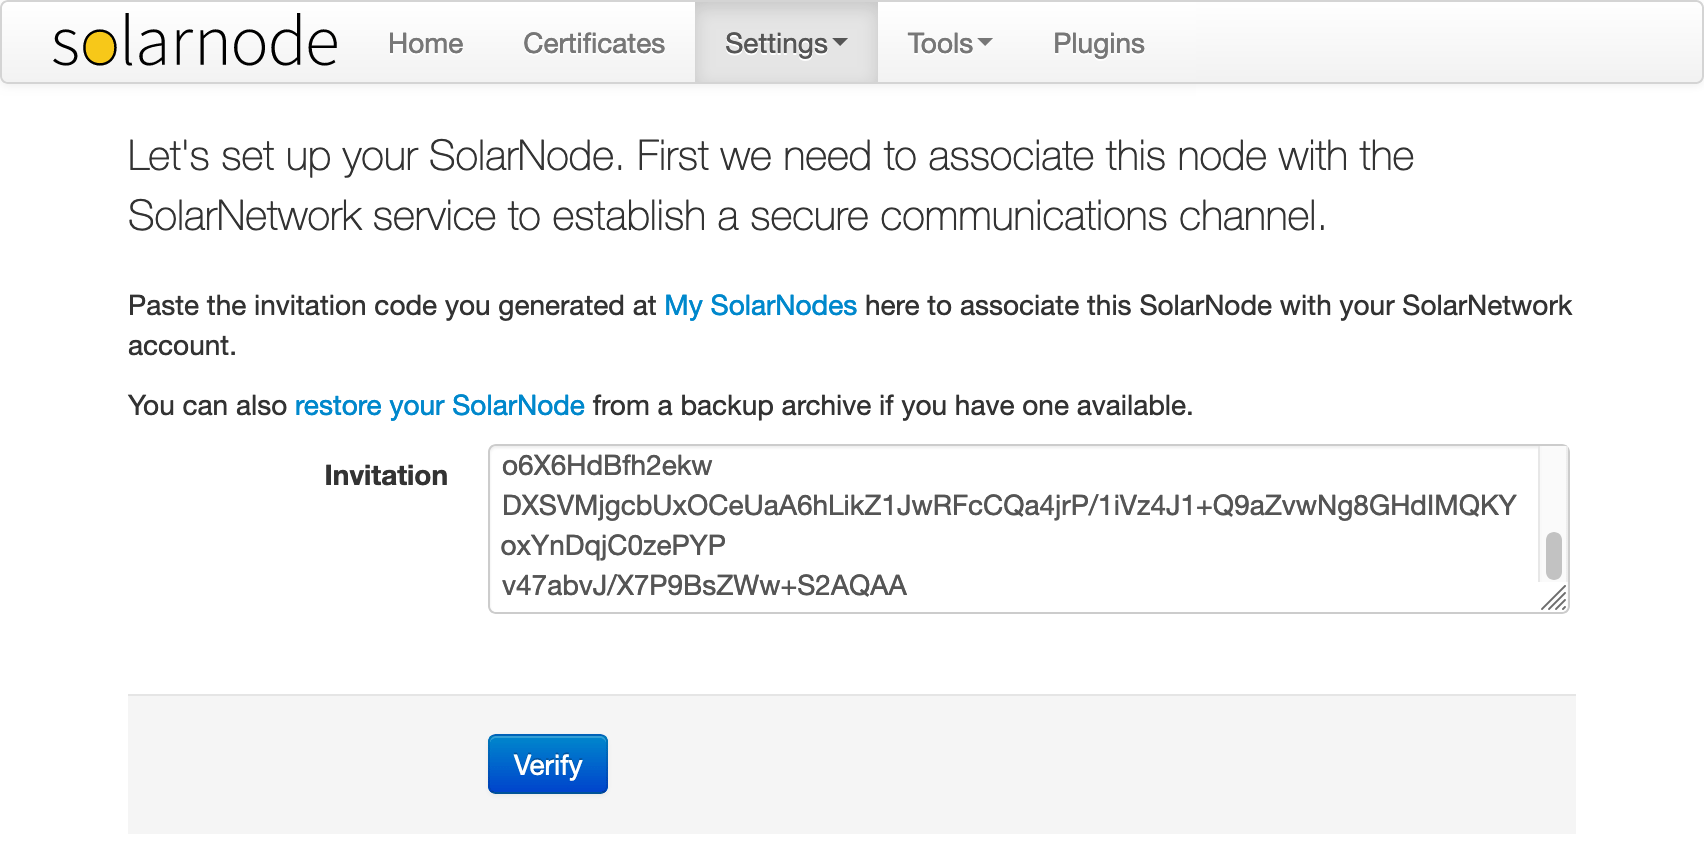 solarnode Home Certificates Settings Tools Plugins
Let's set up your SolarNode. First we need to associate this node with the
SolarNetwork service to establish a secure communications channel.
Paste the invitation code you generated at My SolarNodes here to associate this SolarNode with your SolarNetwork
account.
You can also restore your SolarNode from a backup archive if you have one available.
Invitation
o6X6HdBfh2ekw
DXSVMjgcbUxOCeUaA6hLikZ1JwRFcCQa4jrP/1iVz4J1+Q9aZvwNg8GHdIMQKY
oxYnDqjC0zePYP
v47abvJ/X7P9BsZWw+S2AQAA
Verify